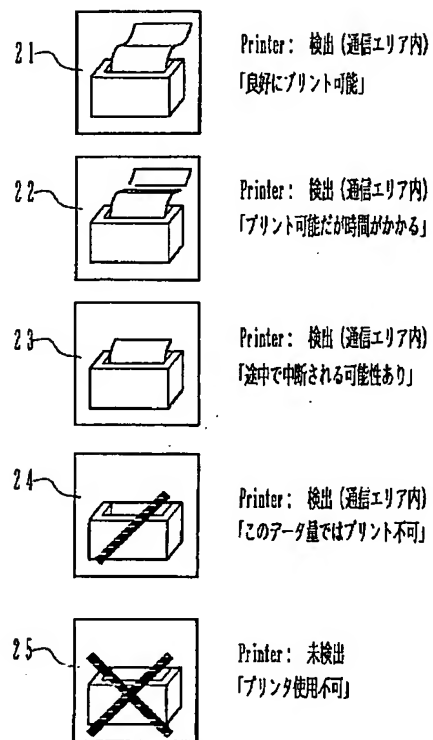 21
Printer: 検出 (通信エリア内)
「良好にプリント可能」
22
Printer: 検出 (通信エリア内)
「プリント可能だが時間がかかる」
23
Printer: 検出 (通信エリア内)
「途中で中断される可能性あり」
24
Printer: 検出 (通信エリア内)
「このデータ量ではプリント不可」
25
Printer: 未検出
「プリンタ使用不可」